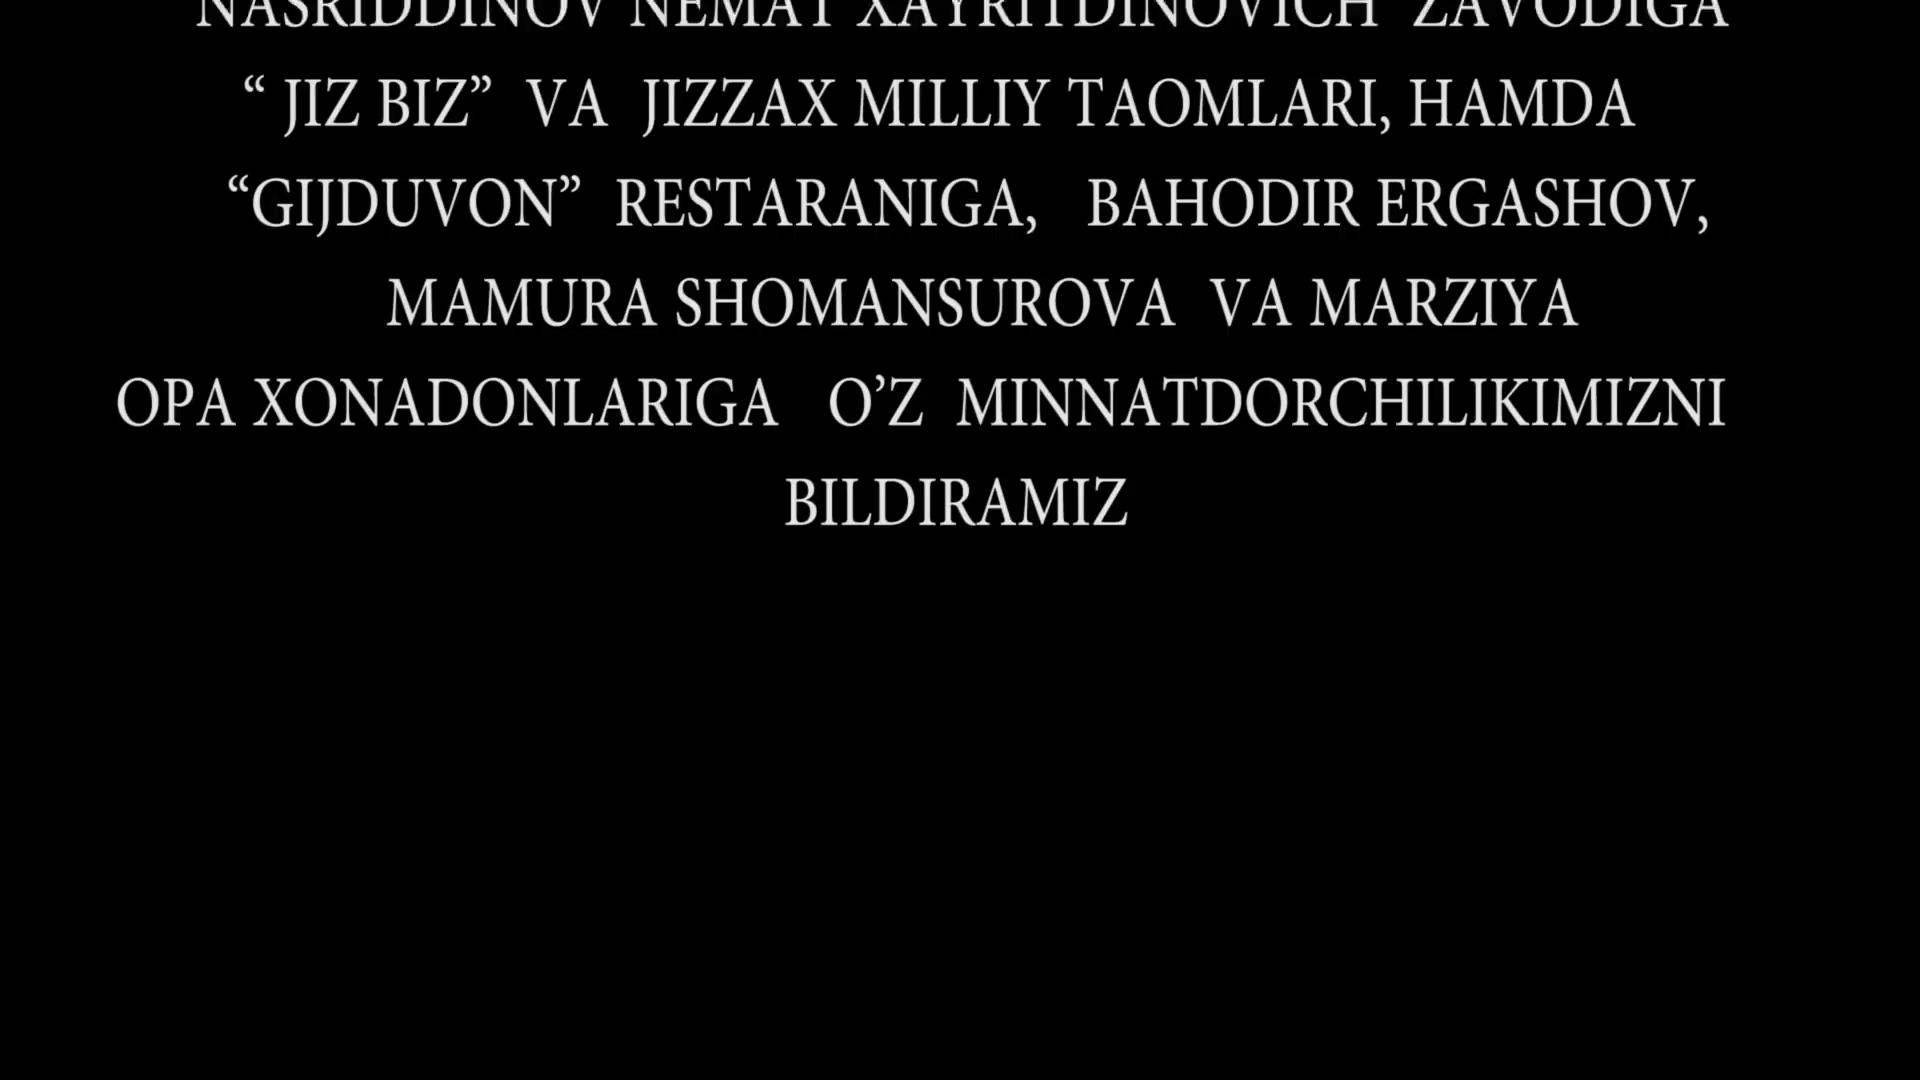 NASRIDDINOV NEMAT XAYRITDINOVICH ZAVODIGA
“ JIZ BIZ” VA JIZZAX MILLIY TAOMLARI, HAMDA
“GIJDUVON” RESTARANIGA, BAHODIR ERGASHOV,
MAMURA SHOMANSUROVA VA MARZIYA
OPA XONADONLARIGA O’Z MINNATDORCHILIKIMIZNI
BILDIRAMIZ